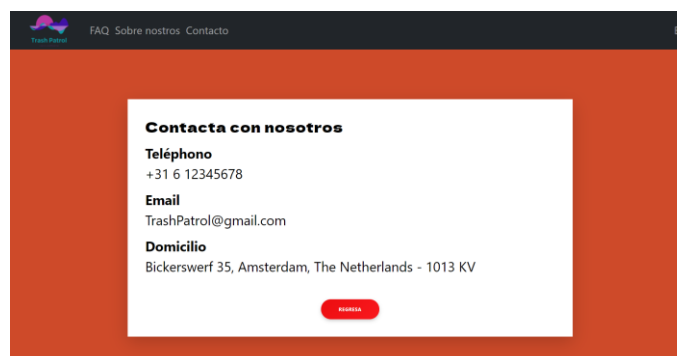 Trash Patrol
FAQ Sobre nostros Contacto
Contacta con nosotros
Teléphono
+31 6 12345678
Email
TrashPatrol@gmail.com
Domicilio
Bickerswerf 35, Amsterdam, The Netherlands - 1013 KV
REGRESA